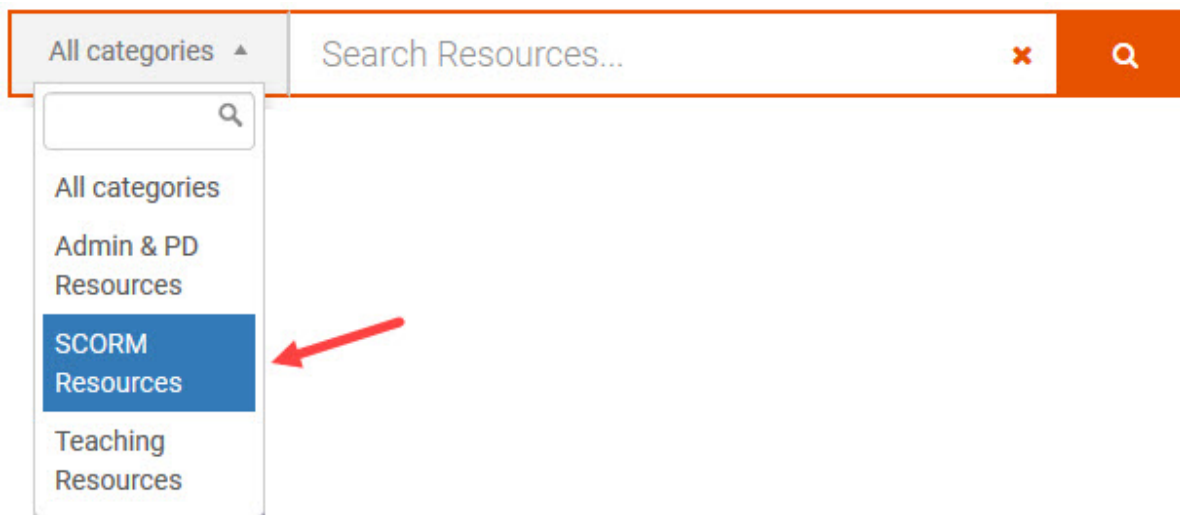 All categories
Search Resources...
All categories
Admin & PD
Resources
SCORM
Resources
Teaching
Resources